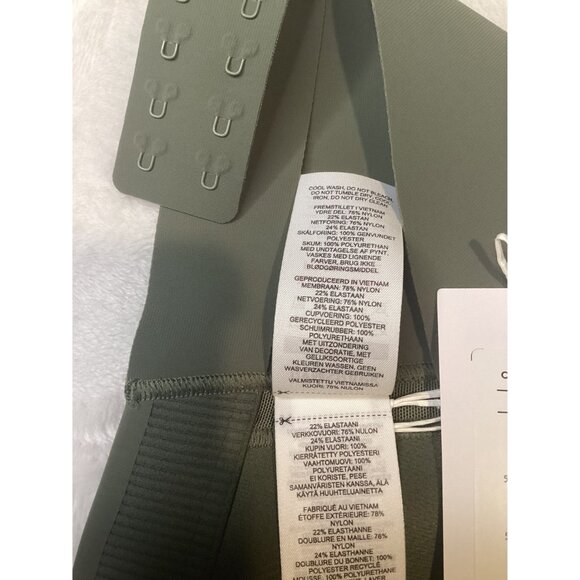 COOL WASH, DO NOT BLEACH,
DO NOT TUMBLE DRY, COOL
IRON, DO NOT DRY CLEAN
FREMSTILLET I VIETNAM
YDRE DEL: 78% NYLON
22% ELASTAN
NETFORING: 76% NYLON
24% ELASTAN
SKÅLFORING: 100% GENVUNDET
POLYESTER
SKUM: 100% POLYURETHAN
MED UNDTAGELSE AF PYNT.
VASKES MED LIGNENDE
FARVER, BRUG IKKE
BLØDGØRINGSMIDDEL
GEPRODUCEERD IN VIETNAM
MEMBRAAN: 78% NYLON
22% ELASTAAN
NETVOERING: 76% NYLON
24% ELASTAAN
CUPVOERING: 100%
GERECYCLEERD POLYESTER
SCHUIMRUBBER: 100%
POLYURETHAAN
MET UITZONDERING
VAN DECORATIE, MET
GELIJKSOORTIGE
KLEUREN WASSEN, GEEN
WASVERZACHTER GEBRUIKEN
VALMISTETTU VIETNAMISSA
KUORI: 78% NYLON
22% ELASTAANI
VERKKOVUORI: 76% NYLON
24% ELASTAANI
KUPIN VUORI: 100%
KIERRÄTETTY POLYESTERI
VAAHTOMUOVI: 100%
POLYURETAANI
EI KORISTE, PESE
SAMANVÄRISTEN KANSSA, ÄLÄ
KÄYTÄ HUUHTELUAINETTA
FABRIQUÉ AU VIETNAM
ÉTOFFE EXTÉRIEURE: 78%
NYLON
22% ELASTHANNE
DOUBLURE EN MAILLE: 76%
NYLON
24% ELASTHANNE
DOUBLURE DU BONNET: 100%
POLYESTER RECYCLÉ
MOUSSE: 100% POLYURÉTHANE